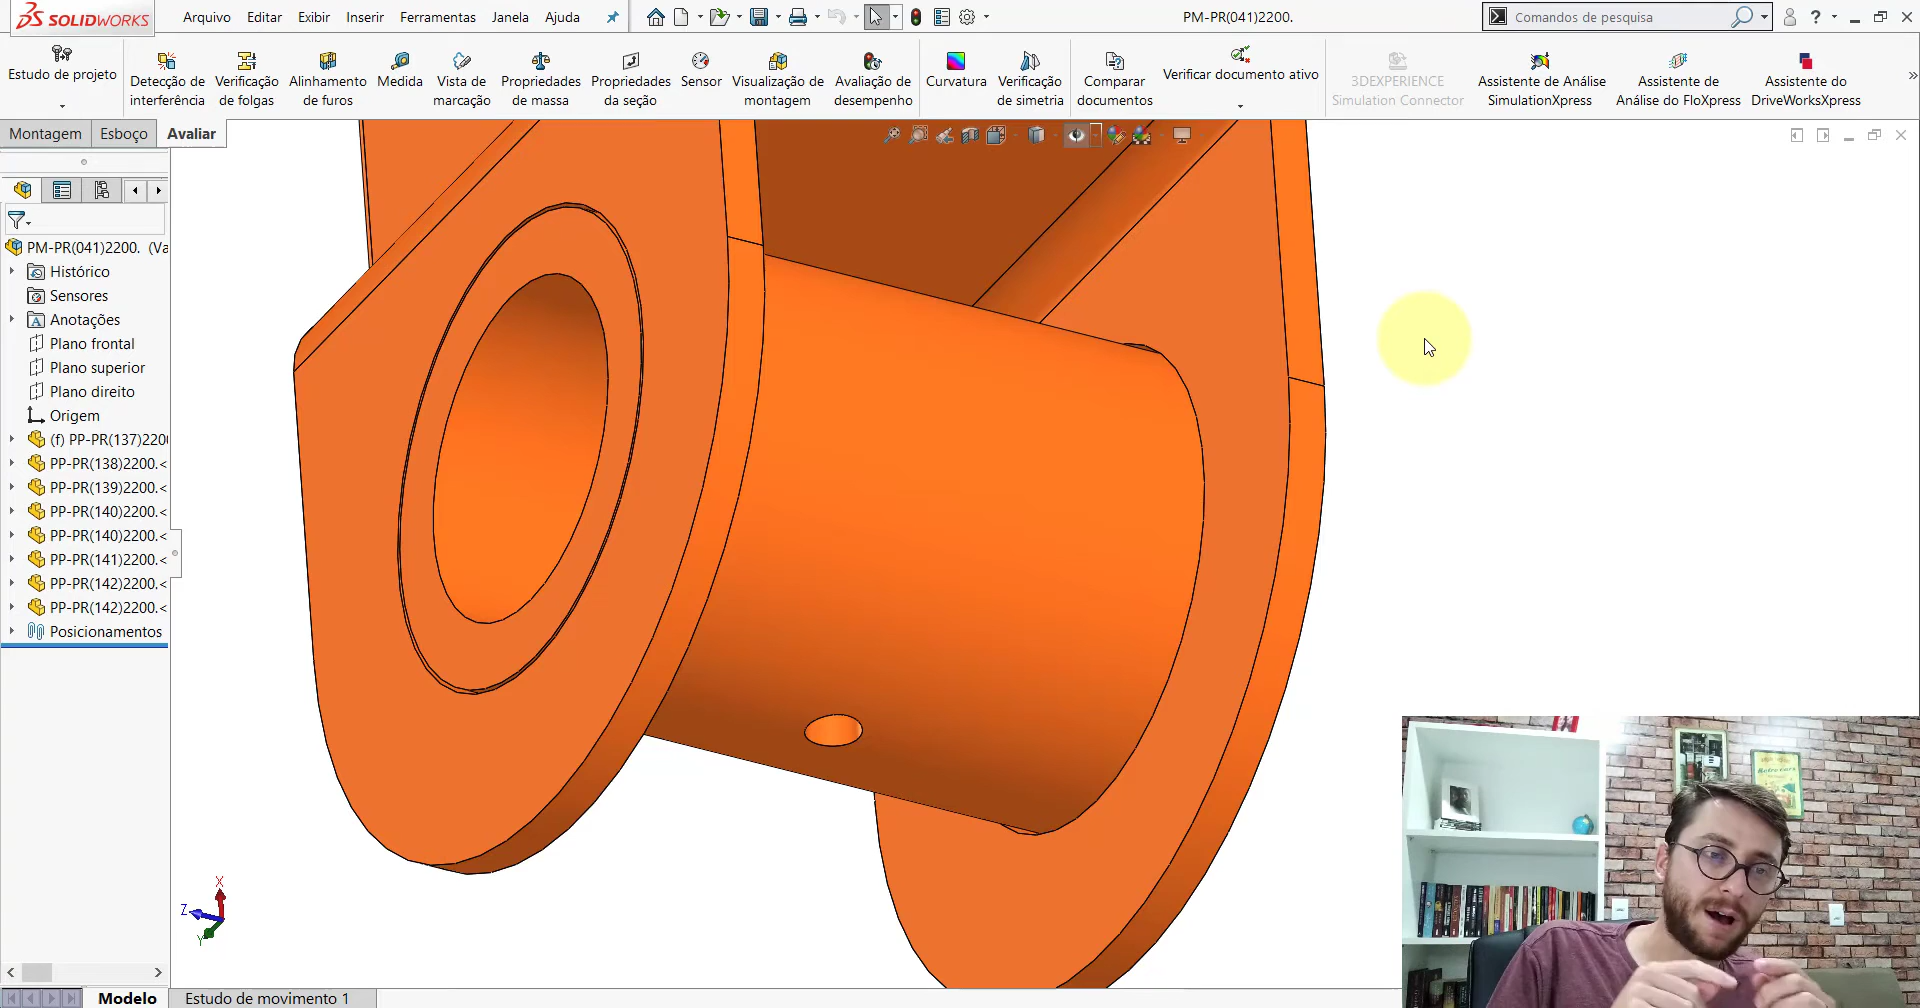 SOLIDWORKS
Arquivo Editar Exibir Inserir Ferramentas Janela Ajuda
PM-PR(041)2200.
Comandos de pesquisa
?
Estudo de projeto
Detecção de interferência
Verificação de folgas
Alinhamento de furos
Medida
Vista de marcação
Propriedades de massa
Propriedades da seção
Sensor
Visualização de montagem
Avaliação de desempenho
Curvatura
Verificação de simetria
Comparar documentos
Verificar documento ativo
3DEXPERIENCE Simulation Connector
Assistente de Análise SimulationXpress
Assistente de Análise do FloXpress
Assistente do DriveWorksXpress
Montagem Esboço Avaliar
PM-PR(041)2200. (Va
Histórico
Sensores
Anotações
Plano frontal
Plano superior
Plano direito
Origem
(f) PP-PR(137)220
PP-PR(138)2200.<
PP-PR(139)2200.<
PP-PR(140)2200.<
PP-PR(140)2200.<
PP-PR(141)2200.<
PP-PR(142)2200.<
PP-PR(142)2200.<
Posicionamentos
X
Z
Y
Modelo Estudo de movimento 1